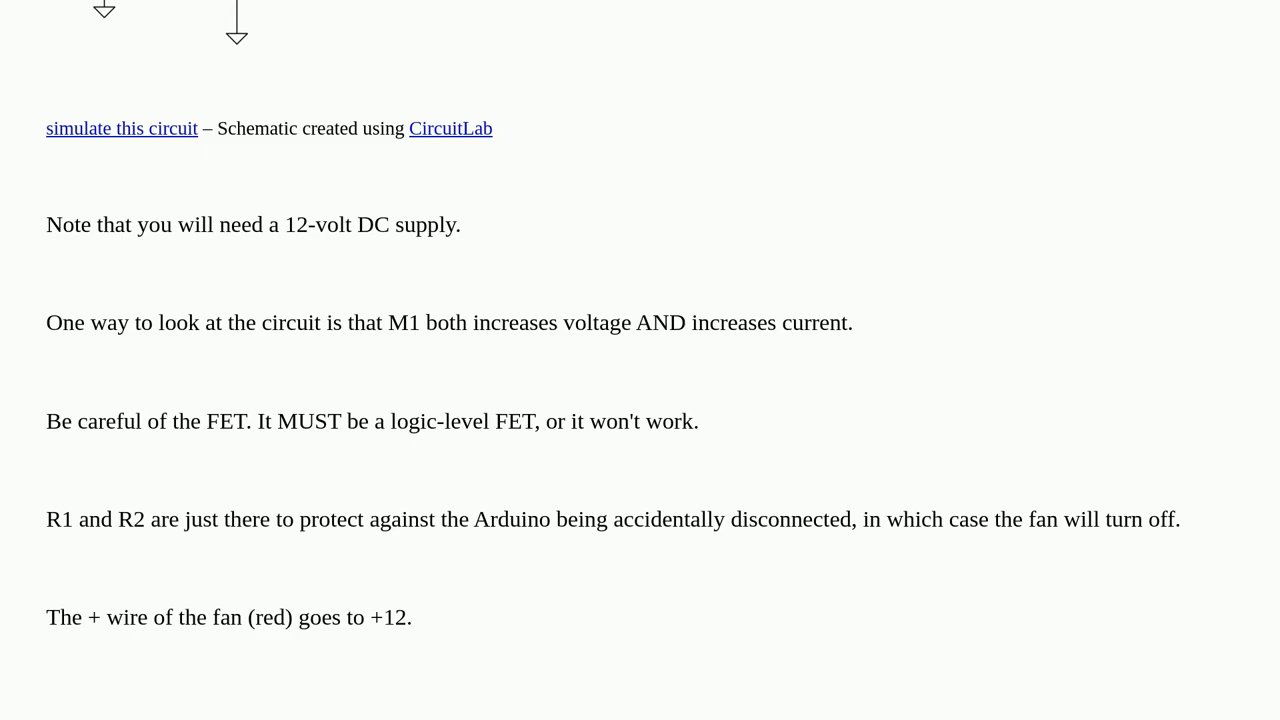 simulate this circuit – Schematic created using CircuitLab
Note that you will need a 12-volt DC supply.
One way to look at the circuit is that M1 both increases voltage AND increases current.
Be careful of the FET. It MUST be a logic-level FET, or it won't work.
R1 and R2 are just there to protect against the Arduino being accidentally disconnected, in which case the fan will turn off.
The + wire of the fan (red) goes to +12.